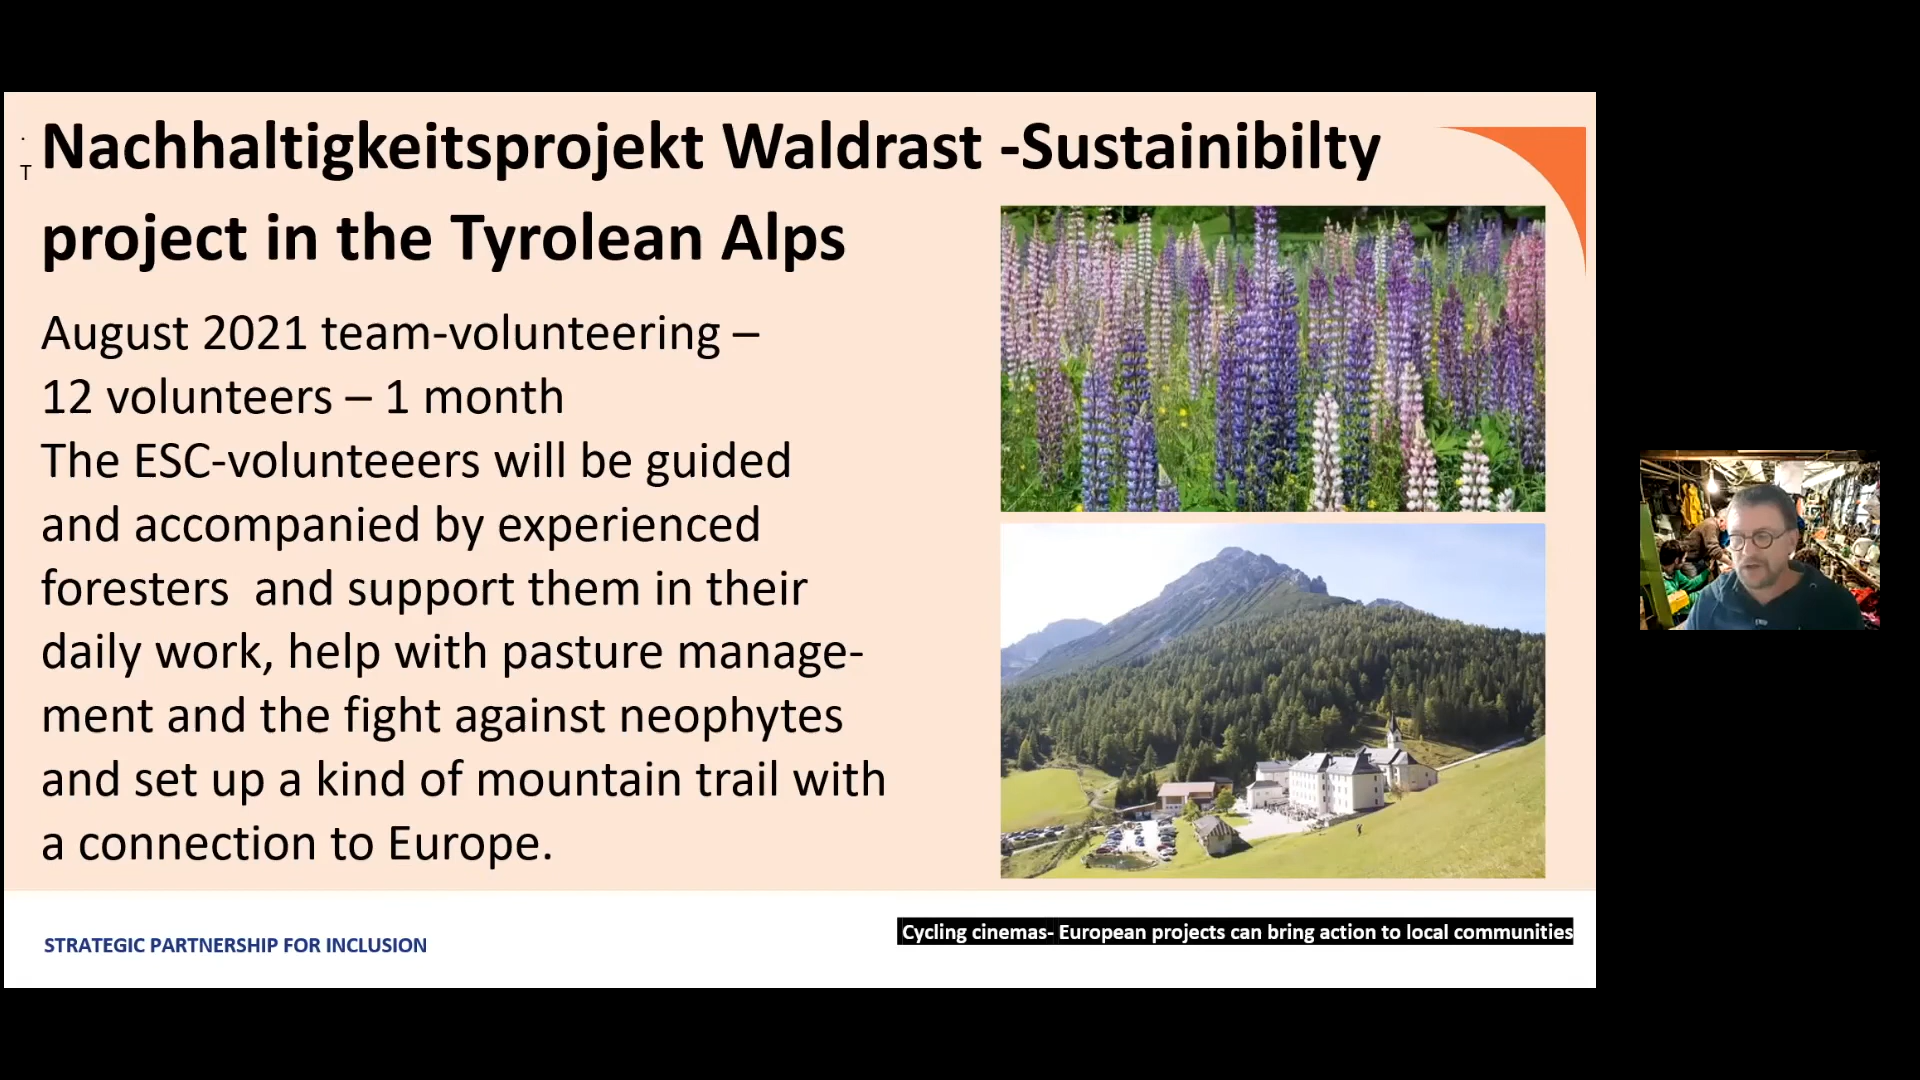 .
T
Nachhaltigkeitsprojekt Waldrast -Sustainibilty
project in the Tyrolean Alps
August 2021 team-volunteering –
12 volunteers – 1 month
The ESC-volunteeers will be guided
and accompanied by experienced
foresters  and support them in their
daily work, help with pasture manage-
ment and the fight against neophytes
and set up a kind of mountain trail with
a connection to Europe.
STRATEGIC PARTNERSHIP FOR INCLUSION
Cycling cinemas- European projects can bring action to local communities